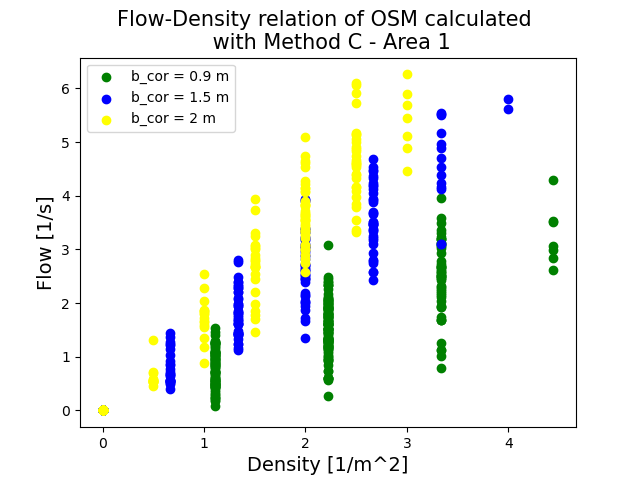 Flow-Density relation of OSM calculated
with Method C - Area 1
b_cor = 0.9 m
b_cor = 1.5 m
b_cor = 2 m
Flow [1/s]
6
5
4
3
2
1
0
0 1 2 3 4
Density [1/m^2]